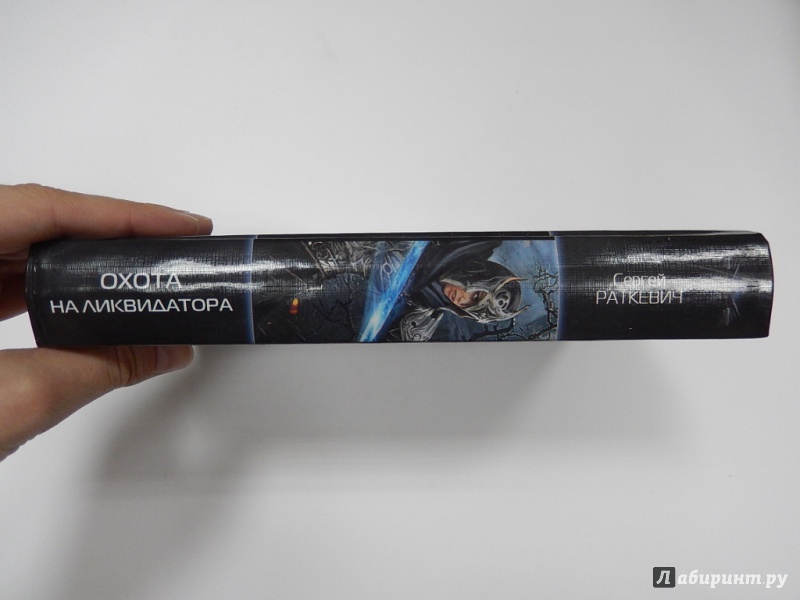 ОХОТА
НА ЛИКВИДАТОРА
Сергей
РАТКЕВИЧ
Лабиринт.ру